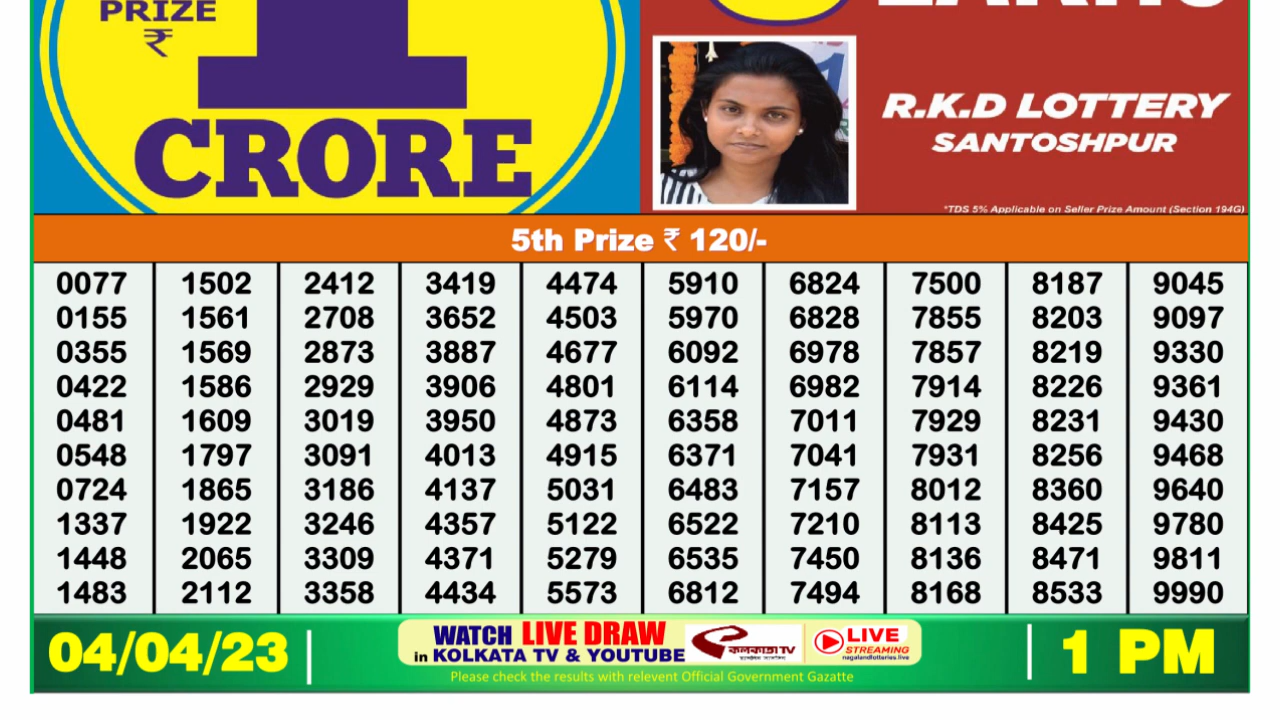 PRIZE
₹ 1
CRORE
LAKHS
R.K.D LOTTERY
SANTOSHPUR
*TDS 5% Applicable on Seller Prize Amount (Section 194G)
5th Prize ₹ 120/-
0077 1502 2412 3419 4474 5910 6824 7500 8187 9045
0155 1561 2708 3652 4503 5970 6828 7855 8203 9097
0355 1569 2873 3887 4677 6092 6978 7857 8219 9330
0422 1586 2929 3906 4801 6114 6982 7914 8226 9361
0481 1609 3019 3950 4873 6358 7011 7929 8231 9430
0548 1797 3091 4013 4915 6371 7041 7931 8256 9468
0724 1865 3186 4137 5031 6483 7157 8012 8360 9640
1337 1922 3246 4357 5122 6522 7210 8113 8425 9780
1448 2065 3309 4371 5279 6535 7450 8136 8471 9811
1483 2112 3358 4434 5573 6812 7494 8168 8533 9990
04/04/23
WATCH LIVE DRAW
in KOLKATA TV & YOUTUBE
কলকাতা TV
LIVE
STREAMING
nagalandlotteries.live
Please check the results with relevent Official Government Gazatte
1 PM